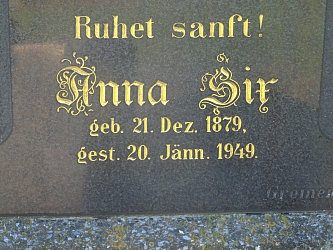 Ruhet sanft!
Anna Six
geb. 21. Dez. 1879,
gest. 20. Jänn. 1949.